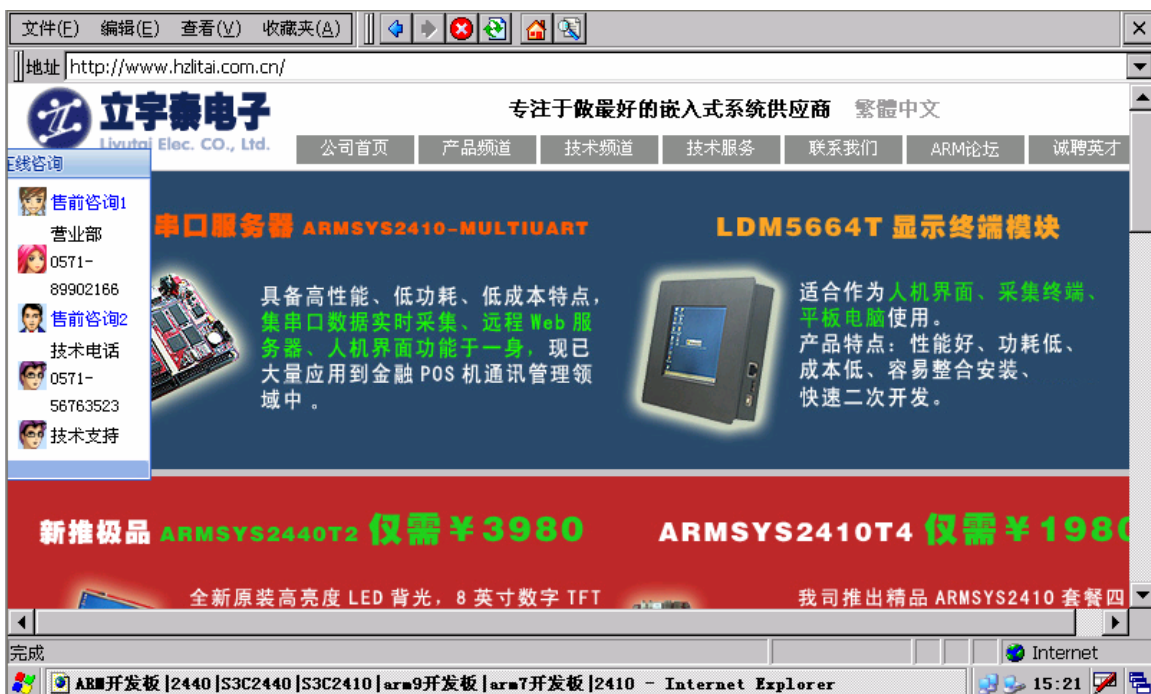 文件(F) 编辑(E) 查看(V) 收藏夹(A)
地址 http://www.hzlitai.com.cn/
立宇泰电子
Liyutai Elec. CO., Ltd.
专注于做最好的嵌入式系统供应商 繁體中文
公司首页 产品频道 技术频道 技术服务 联系我们 ARM论坛 诚聘英才
在线咨询
售前咨询1
营业部
0571-
89902166
售前咨询2
技术电话
0571-
56763523
技术支持
串口服务器 ARMSYS2410-MULTIUART
具备高性能、低功耗、低成本特点，
集串口数据实时采集、远程 Web 服
务器、人机界面功能于一身，现已
大量应用到金融 POS 机通讯管理领
域中 。
LDM5664T 显示终端模块
适合作为人机界面、采集终端、
平板电脑使用。
产品特点：性能好、功耗低、
成本低、容易整合安装、
快速二次开发。
新推极品 ARMSYS2440T2 仅需￥3980
全新原装高亮度 LED 背光，8 英寸数字 TFT
ARMSYS2410T4 仅需￥1980
我司推出精品 ARMSYS2410 套餐四
完成
Internet
ARM开发板|2440|S3C2440|S3C2410|arm9开发板|arm7开发板|2410 - Internet Explorer
15:21